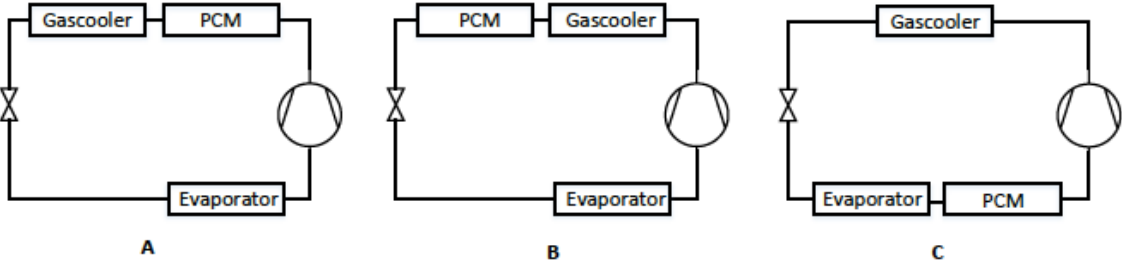 Gascooler PCM
Evaporator
A
PCM Gascooler
Evaporator
B
Gascooler
Evaporator PCM
C